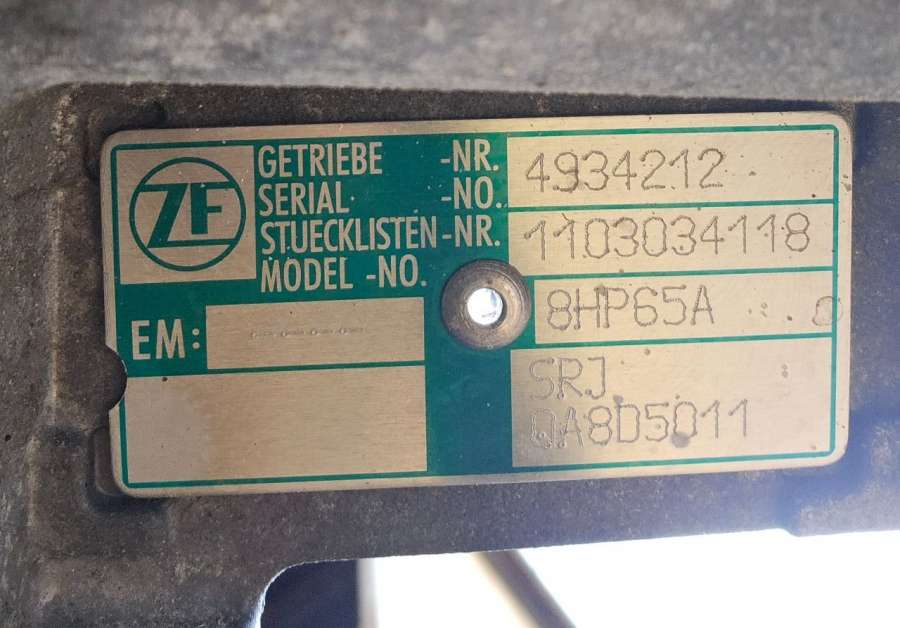 ZF
GETRIEBE -NR. 4934212
SERIAL -NO.
STUECKLISTEN-NR. 1103034118
MODEL -NO. 8HP65A
EM:
SRJ
QA8D5011